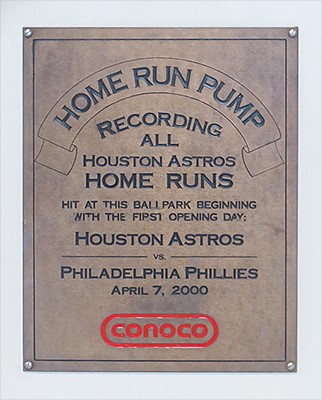 HOME RUN PUMP
RECORDING
ALL
HOUSTON ASTROS
HOME RUNS
HIT AT THIS BALLPARK BEGINNING
WITH THE FIRST OPENING DAY:
HOUSTON ASTROS
VS.
PHILADELPHIA PHILLIES
APRIL 7, 2000
CONOCO